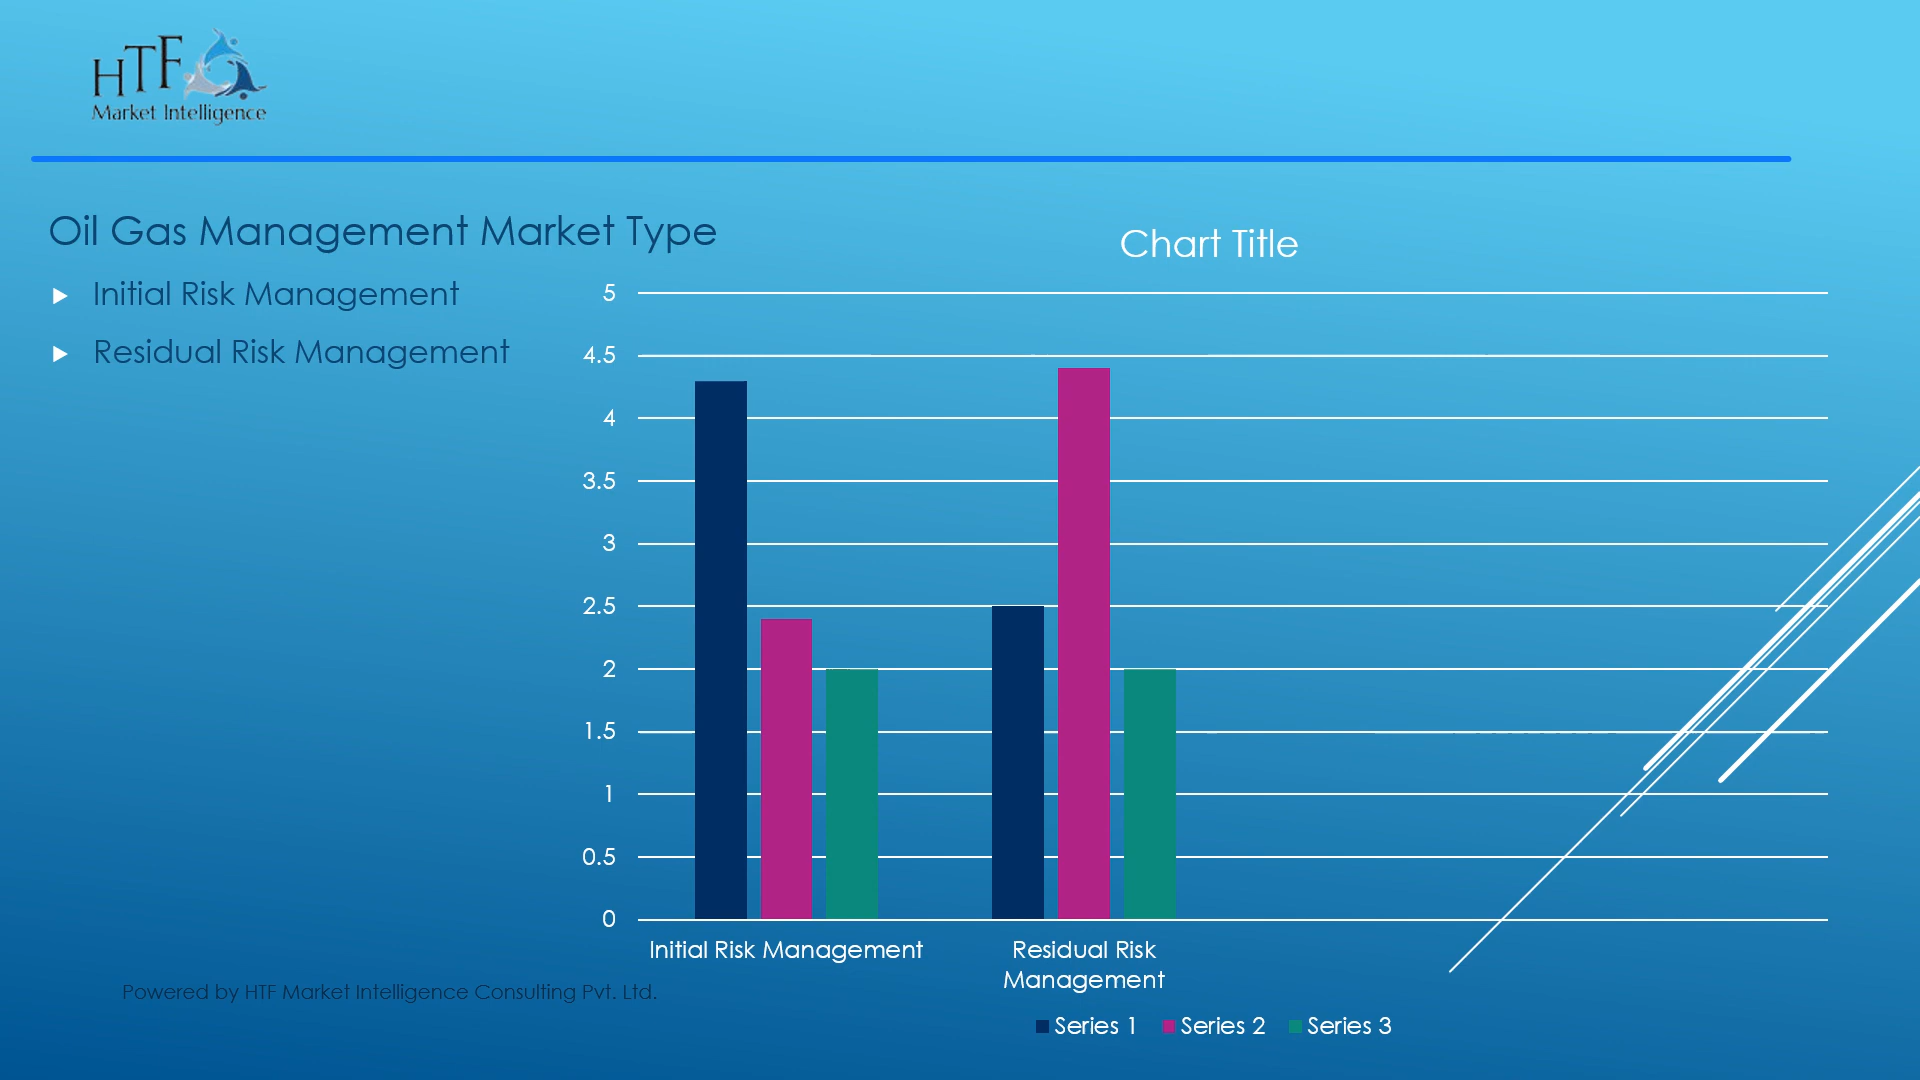 HTF
Market Intelligence
Oil Gas Management Market Type
Initial Risk Management
Residual Risk Management
Chart Title
5
4.5
4
3.5
3
2.5
2
1.5
1
0.5
0
Initial Risk Management
Residual Risk
Management
Series 1 Series 2 Series 3
Powered by HTF Market Intelligence Consulting Pvt. Ltd.